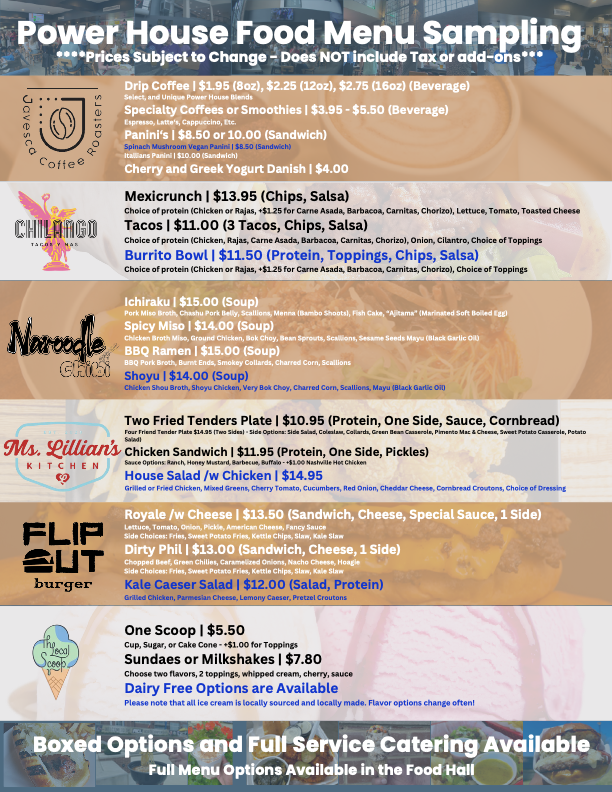 Power House Food Menu Sampling
****Prices Subject to Change - Does NOT include Tax or add-ons***
Javesca Coffee Roasters
Drip Coffee | $1.95 (8oz), $2.25 (12oz), $2.75 (16oz) (Beverage)
Select, and Unique Power House Blends
Specialty Coffees or Smoothies | $3.95 - $5.50 (Beverage)
Espresso, Latte's, Cappuccino, Etc.
Panini's | $8.50 or 10.00 (Sandwich)
Spinach Mushroom Vegan Panini | $8.50 (Sandwich)
Italians Panini | $10.00 (Sandwich)
Cherry and Greek Yogurt Danish | $4.00
CHILANGO
TACOS Y MAS
Mexicrunch | $13.95 (Chips, Salsa)
Choice of protein (Chicken or Rajas, +$1.25 for Carne Asada, Barbacoa, Carnitas, Chorizo), Lettuce, Tomato, Toasted Cheese
Tacos | $11.00 (3 Tacos, Chips, Salsa)
Choice of protein (Chicken, Rajas, Carne Asada, Barbacoa, Carnitas, Chorizo), Onion, Cilantro, Choice of Toppings
Burrito Bowl | $11.50 (Protein, Toppings, Chips, Salsa)
Choice of protein (Chicken or Rajas, +$1.25 for Carne Asada, Barbacoa, Carnitas, Chorizo), Choice of Toppings
Naroodle
Chibi
Ichiraku | $15.00 (Soup)
Pork Miso Broth, Chashu Pork Belly, Scallions, Menna (Bambo Shoots), Fish Cake, "Ajitama" (Marinated Soft Boiled Egg)
Spicy Miso | $14.00 (Soup)
Chicken Broth Miso, Ground Chicken, Bok Choy, Bean Sprouts, Scallions, Sesame Seeds Mayu (Black Garlic Oil)
BBQ Ramen | $15.00 (Soup)
BBQ Pork Broth, Burnt Ends, Smokey Collards, Charred Corn, Scallions
Shoyu | $14.00 (Soup)
Chicken Shou Broth, Shoyu Chicken, Very Bok Choy, Charred Corn, Scallions, Mayu (Black Garlic Oil)
Ms. Lillian's
KITCHEN
Two Fried Tenders Plate | $10.95 (Protein, One Side, Sauce, Cornbread)
Four Friend Tender Plate $14.95 (Two Sides) - Side Options: Side Salad, Coleslaw, Collards, Green Bean Casserole, Pimento Mac & Cheese, Sweet Potato Casserole, Potato
Salad)
Chicken Sandwich | $11.95 (Protein, One Side, Pickles)
Sauce Options: Ranch, Honey Mustard, Barbecue, Buffalo - +$1.00 Nashville Hot Chicken
House Salad /w Chicken | $14.95
Grilled or Fried Chicken, Mixed Greens, Cherry Tomato, Cucumbers, Red Onion, Cheddar Cheese, Cornbread Croutons, Choice of Dressing
FLIP
OUT
burger
Royale /w Cheese | $13.50 (Sandwich, Cheese, Special Sauce, 1 Side)
Lettuce, Tomato, Onion, Pickle, American Cheese, Fancy Sauce
Side Choices: Fries, Sweet Potato Fries, Kettle Chips, Slaw, Kale Slaw
Dirty Phil | $13.00 (Sandwich, Cheese, 1 Side)
Chopped Beef, Green Chilies, Caramelized Onions, Nacho Cheese, Hoagie
Side Choices: Fries, Sweet Potato Fries, Kettle Chips, Slaw, Kale Slaw
Kale Caeser Salad | $12.00 (Salad, Protein)
Grilled Chicken, Parmesian Cheese, Lemony Caeser, Pretzel Croutons
The
Local
Scoop
One Scoop | $5.50
Cup, Sugar, or Cake Cone - +$1.00 for Toppings
Sundaes or Milkshakes | $7.80
Choose two flavors, 2 toppings, whipped cream, cherry, sauce
Dairy Free Options are Available
Please note that all ice cream is locally sourced and locally made. Flavor options change often!
Boxed Options and Full Service Catering Available
Full Menu Options Available in the Food Hall